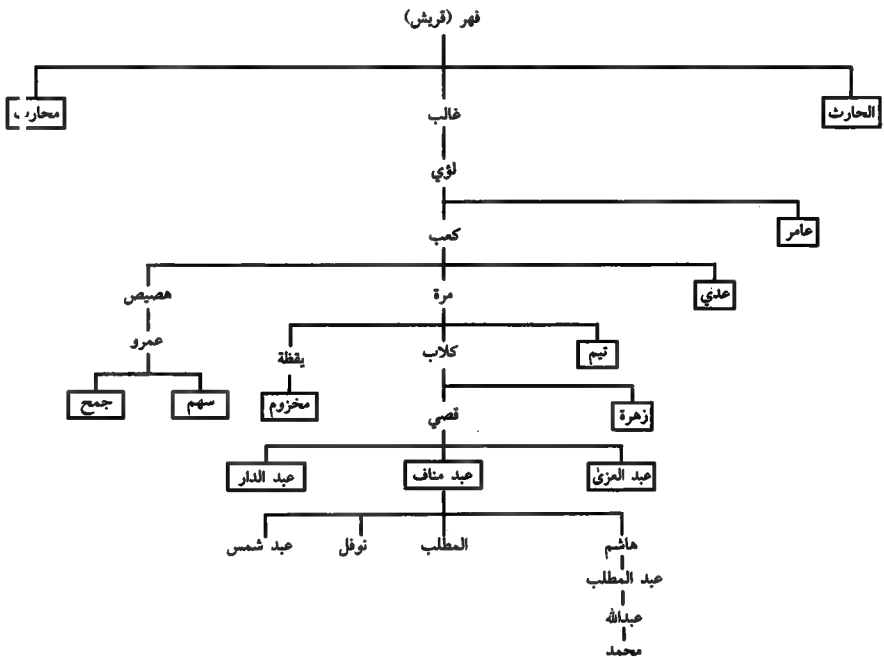 فهر (قريش)
الحارث
غالب
محارب
لؤي
عامر
كعب
عدي
مرة
هصيص
عمرو
تيم
كلاب
يقظة
زهرة
مخزوم
سهم
جمح
قصي
عبد العزى
عبد مناف
عبد الدار
هاشم
المطلب
نوفل
عبد شمس
عبد المطلب
عبدالله
محمد